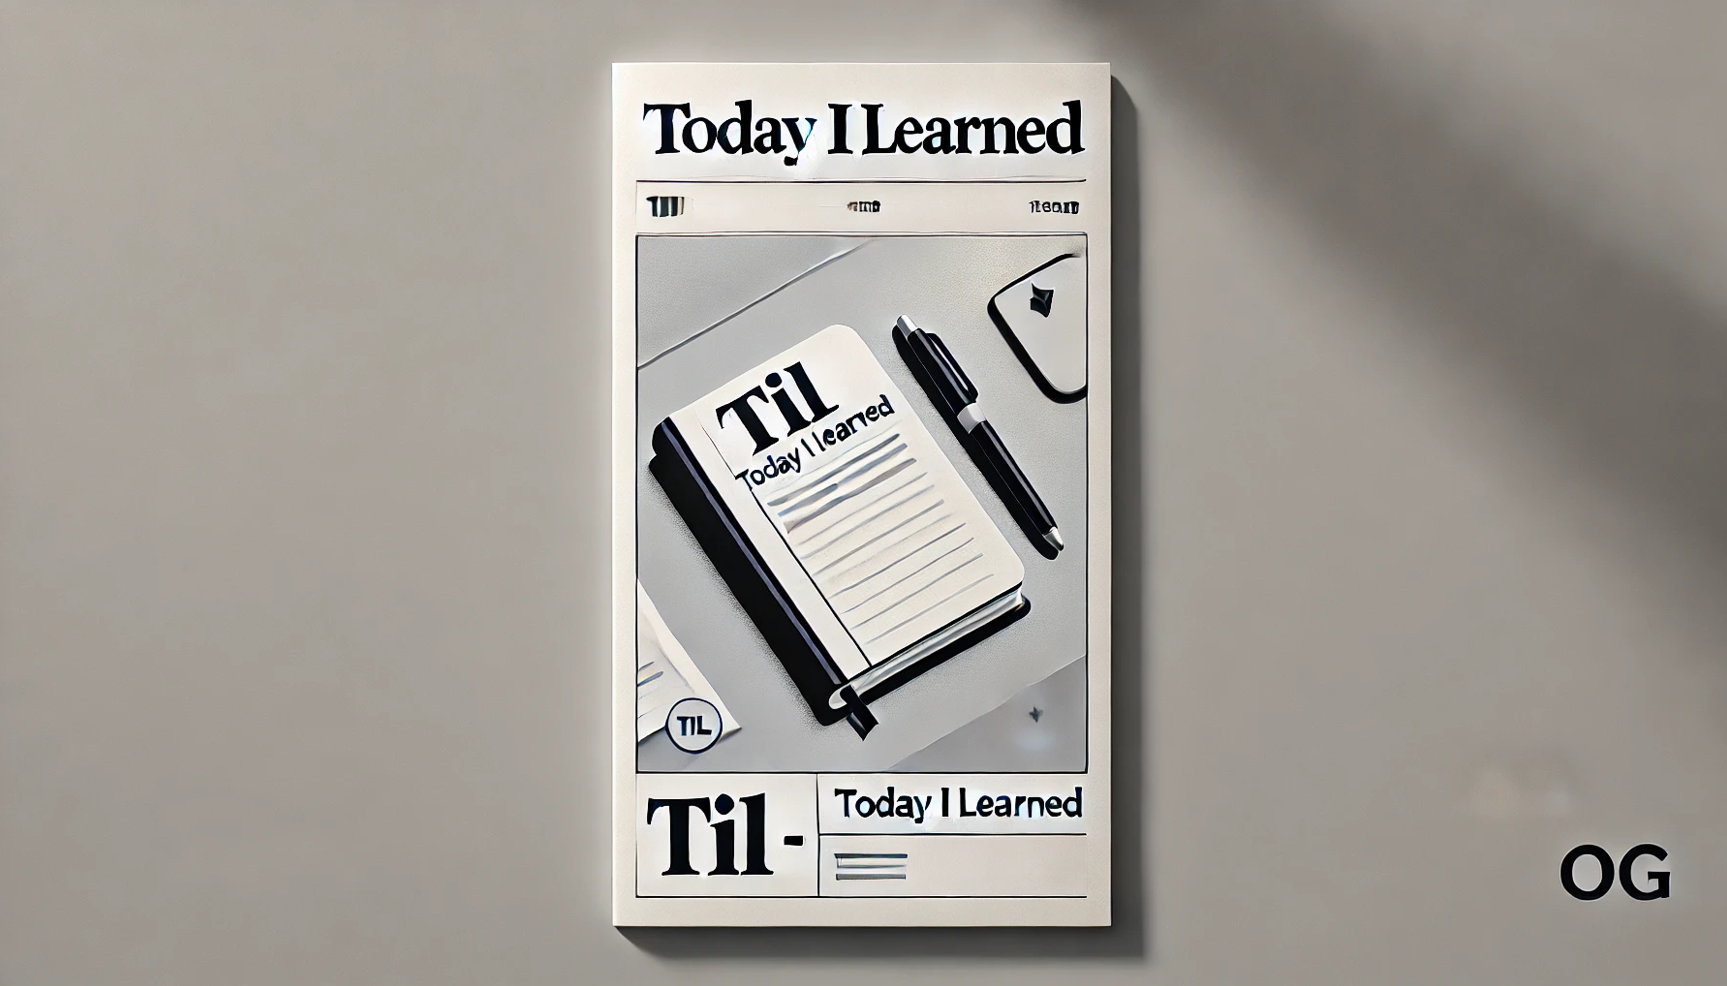 Today I Learned
Til
Today I learned
TIL
Til -
Today I Learned
OG